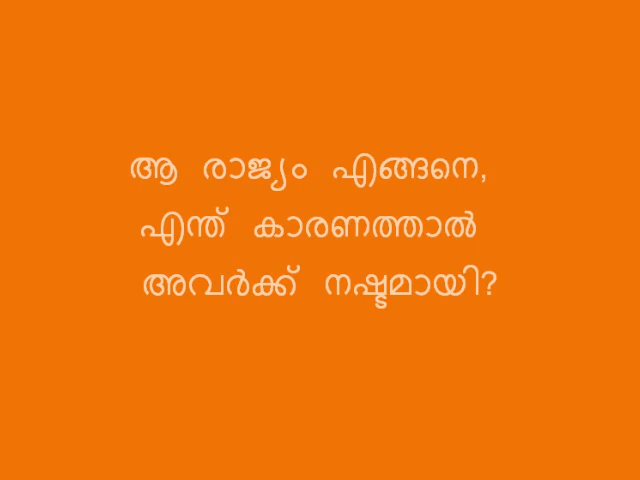 ആ രാജ്യം എങ്ങനെ,
എന്ത് കാരണത്താൽ
അവർക്ക് നഷ്ടമായി?